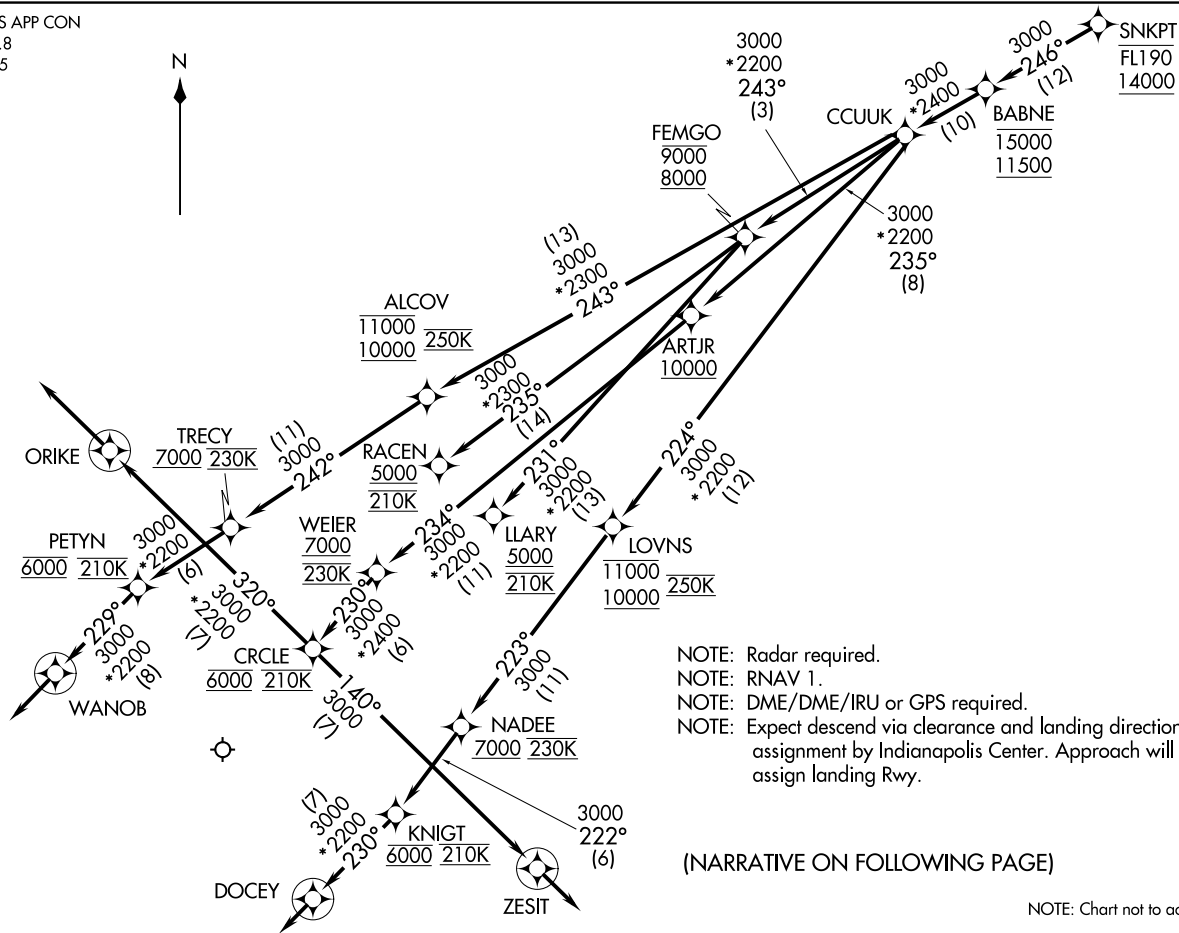 S APP CON
.8
5
N
3000
*2200
243°
(3)
SNKPT
FL190
14000
3000
246°
(12)
BABNE
15000
11500
3000
*2400
(10)
CCUUK
FEMGO
9000
8000
3000
*2200
235°
(8)
(13)
3000
*2300
243°
ALCOV
11000
10000
250K
ARTJR
10000
3000
*2300
235°
(14)
TRECY
7000 230K
(11)
3000
242°
ORIKE
RACEN
5000
210K
231°
3000
*2200
(13)
224°
3000
*2200
(12)
WEIER
7000
230K
234°
3000
*2200
(11)
LLARY
5000
210K
LOVNS
11000
10000
250K
PETYN
6000 210K
3000
*2200
(6)
320°
3000
*2200
(7)
230°
3000
*2400
(6)
229°
3000
*2200
(8)
WANOB
CRCLE
6000 210K
140°
3000
(7)
223°
3000
(11)
NADEE
7000 230K
NOTE: Radar required.
NOTE: RNAV 1.
NOTE: DME/DME/IRU or GPS required.
NOTE: Expect descend via clearance and landing direction
assignment by Indianapolis Center. Approach will
assign landing Rwy.
(7)
3000
*2200
230°
KNIGT
6000 210K
3000
222°
(6)
DOCEY
ZESIT
(NARRATIVE ON FOLLOWING PAGE)
NOTE: Chart not to